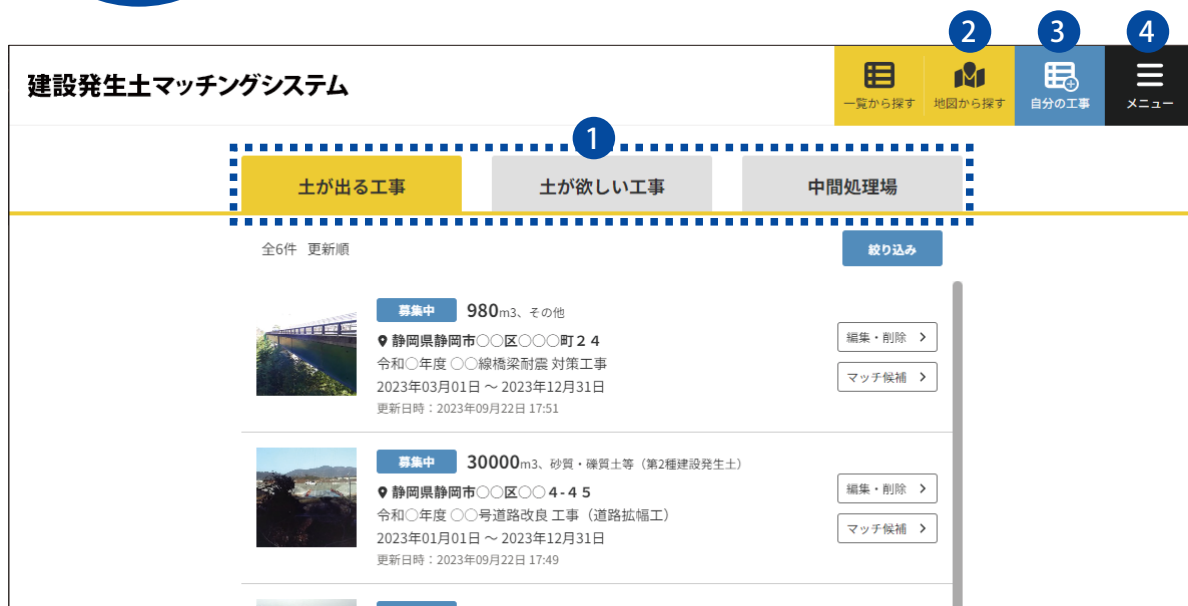 2 3 4
建設発生土マッチングシステム
一覧から探す 地図から探す 自分の工事 メニュー
1
土が出る工事 土が欲しい工事 中間処理場
全6件 更新順 絞り込み
募集中 980m3、その他
静岡県静岡市○○区○○○町２４ 編集・削除
令和○年度 ○○線橋梁耐震 対策工事
2023年03月01日 ～ 2023年12月31日 マッチ候補
更新日時：2023年09月22日 17:51
募集中 30000m3、砂質・礫質土等（第2種建設発生土）
静岡県静岡市○○区○○ 4 - 4 5 編集・削除
令和○年度 ○○号道路改良 工事（道路拡幅工）
2023年01月01日 ～ 2023年12月31日 マッチ候補
更新日時：2023年09月22日 17:49